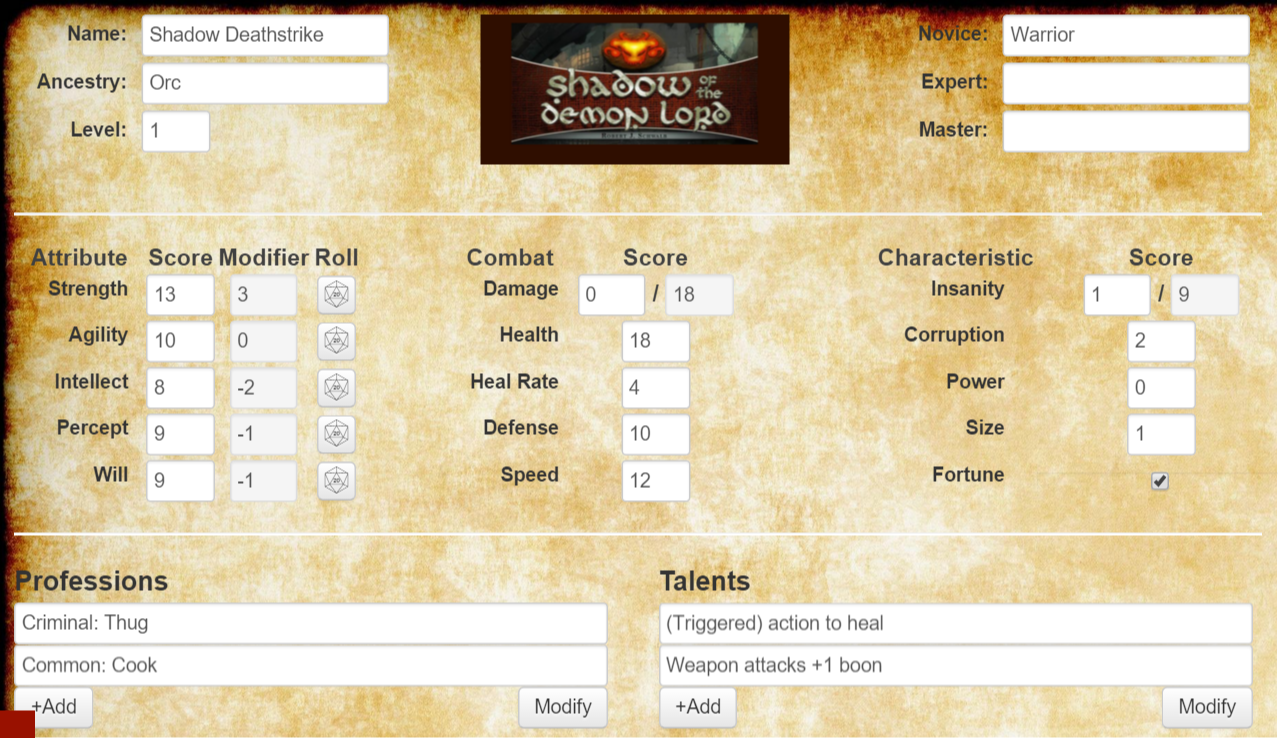 Name: Shadow Deathstrike
Ancestry: Orc
Level: 1
shadow of the
demon lord
Novice: Warrior
Expert:
Master:
Attribute Score Modifier Roll
Strength 13 3
Agility 10 0
Intellect 8 -2
Percept 9 -1
Will 9 -1
Combat Score
Damage 0 / 18
Health 18
Heal Rate 4
Defense 10
Speed 12
Characteristic Score
Insanity 1 / 9
Corruption 2
Power 0
Size 1
Fortune
Professions
Criminal: Thug
Common: Cook
+Add Modify
Talents
(Triggered) action to heal
Weapon attacks +1 boon
+Add Modify